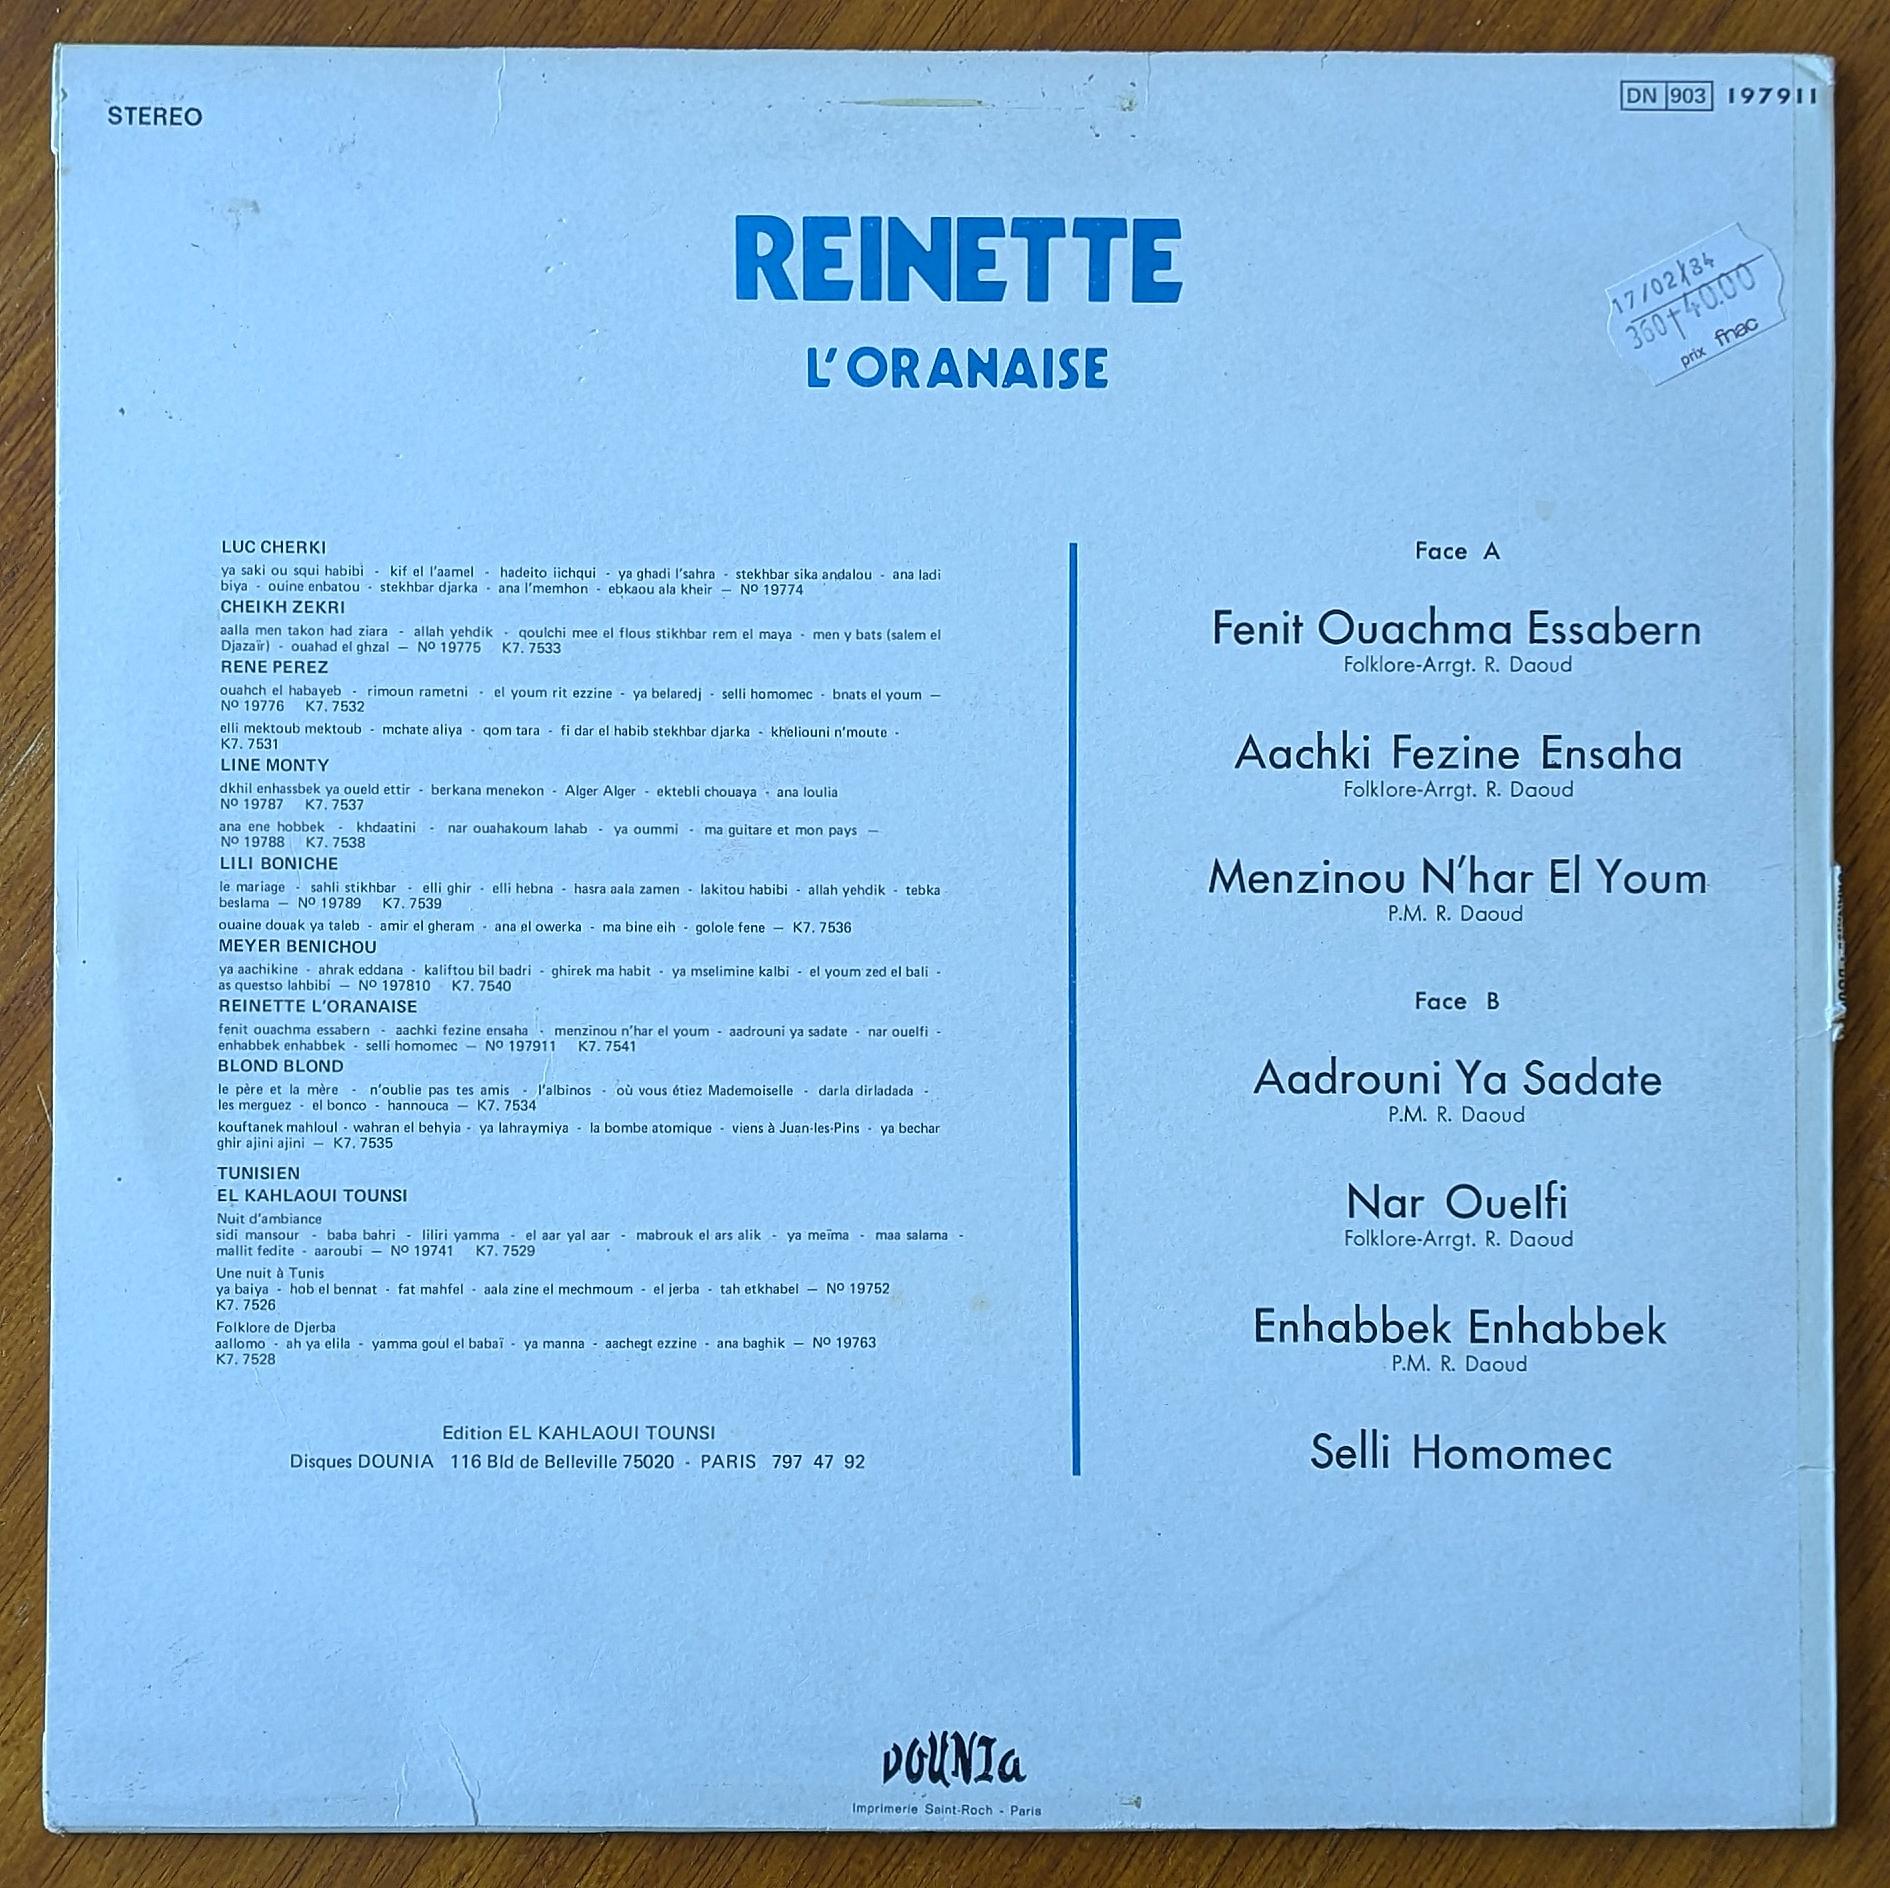 STEREO
DN 903 197911
REINETTE
L'ORANAISE
17/02/84
360 40.00
prix fnac
LUC CHERKI
ya saki ou squi habibi - kif el l'aamel - hadeito iichqui - ya ghadi l'sahra - stekhbar sika andalou - ana ladi
biya - ouine enbatou - stekhbar djarka - ana l'memhon - ebkaou ala kheir — Nº 19774
CHEIKH ZEKRI
aalla men takon had ziara - allah yehdik - qoulchi mee el flous stikhbar rem el maya - men y bats (salem el
Djazaïr) - ouahad el ghzal — Nº 19775 K7. 7533
RENE PEREZ
ouahch el habayeb - rimoun rametni - el youm rit ezzine - ya belaredj - selli homomec - bnats el youm —
Nº 19776 K7. 7532
elli mektoub mektoub - mchate aliya - qom tara - fi dar el habib stekhbar djarka - kheliouni n'moute -
K7. 7531
LINE MONTY
dkhil enhassbek ya oueld ettir - berkana menekon - Alger Alger - ektebli chouaya - ana loulia
Nº 19787 K7. 7537
ana ene hobbek - khdaatini - nar ouahakoum lahab - ya oummi - ma guitare et mon pays —
Nº 19788 K7. 7538
LILI BONICHE
le mariage - sahli stikhbar - elli ghir - elli hebna - hasra aala zamen - lakitou habibi - allah yehdik - tebka
beslama — Nº 19789 K7. 7539
ouaine douak ya taleb - amir el gheram - ana el owerka - ma bine eih - golole fene — K7. 7536
MEYER BENICHOU
ya aachikine - ahrak eddana - kaliftou bil badri - ghirek ma habit - ya mselimine kalbi - el youm zed el bali -
as questso lahbibi — Nº 197810 K7. 7540
REINETTE L'ORANAISE
fenit ouachma essabern - aachki fezine ensaha - menzinou n'har el youm - aadrouni ya sadate - nar ouelfi -
enhabbek enhabbek - selli homomec — Nº 197911 K7. 7541
BLOND BLOND
le père et la mère - n'oublie pas tes amis - l'albinos - où vous étiez Mademoiselle - darla dirladada -
les merguez - el bonco - hannouca — K7. 7534
kouftanek mahloul - wahran el behyia - ya lahraymiya - la bombe atomique - viens à Juan-les-Pins - ya bechar
ghir ajini ajini — K7. 7535
TUNISIEN
EL KAHLAOUI TOUNSI
Nuit d'ambiance
sidi mansour - baba bahri - liliri yamma - el aar yal aar - mabrouk el ars alik - ya meïma - maa salama -
mallit fedite - aaroubi — Nº 19741 K7. 7529
Une nuit à Tunis
ya baiya - hob el bennat - fat mahfel - aala zine el mechmoum - el jerba - tah etkhabel — Nº 19752
K7. 7526
Folklore de Djerba
aallomo - ah ya elila - yamma goul el babaï - ya manna - aachegt ezzine - ana baghik — Nº 19763
K7. 7528
Edition EL KAHLAOUI TOUNSI
Disques DOUNIA 116 Bld de Belleville 75020 - PARIS 797 47 92
Face A
Fenit Ouachma Essabern
Folklore-Arrgt. R. Daoud
Aachki Fezine Ensaha
Folklore-Arrgt. R. Daoud
Menzinou N'har El Youm
P.M. R. Daoud
Face B
Aadrouni Ya Sadate
P.M. R. Daoud
Nar Ouelfi
Folklore-Arrgt. R. Daoud
Enhabbek Enhabbek
P.M. R. Daoud
Selli Homomec
DOUNIa
Imprimerie Saint-Roch - Paris